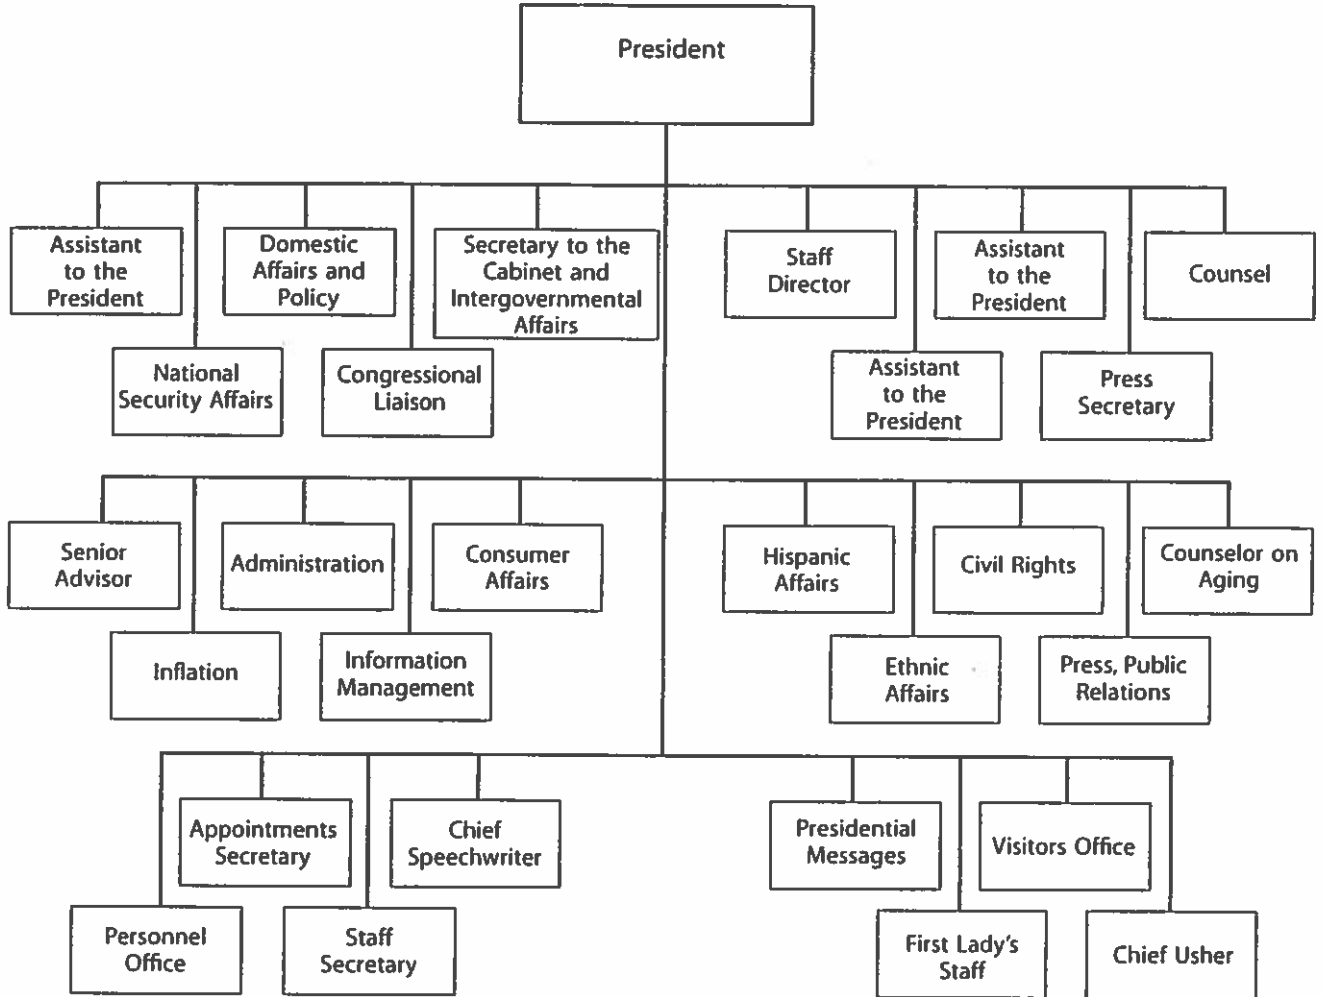 President
Assistant
to the
President
Domestic
Affairs and
Policy
Secretary to the
Cabinet and
Intergovernmental
Affairs
Staff
Director
Assistant
to the
President
Counsel
National
Security Affairs
Congressional
Liaison
Assistant
to the
President
Press
Secretary
Senior
Advisor
Administration
Consumer
Affairs
Hispanic
Affairs
Civil Rights
Counselor on
Aging
Inflation
Information
Management
Ethnic
Affairs
Press, Public
Relations
Appointments
Secretary
Chief
Speechwriter
Presidential
Messages
Visitors Office
Personnel
Office
Staff
Secretary
First Lady's
Staff
Chief Usher